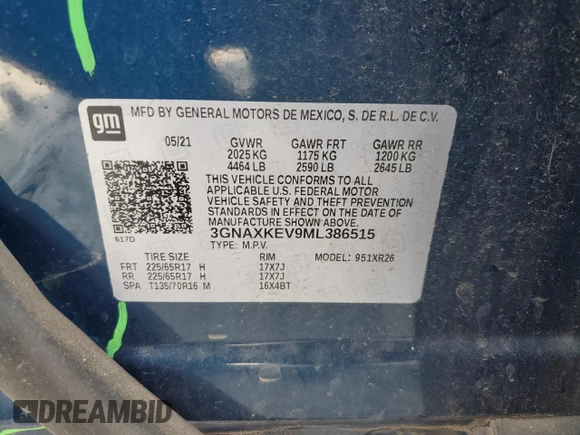 gm
MFD BY GENERAL MOTORS DE MEXICO, S. DE R.L. DE C.V.
05/21 GVWR GAWR FRT GAWR RR
2025 KG 1175 KG 1200 KG
4464 LB 2590 LB 2645 LB
THIS VEHICLE CONFORMS TO ALL
APPLICABLE U.S. FEDERAL MOTOR
VEHICLE SAFETY AND THEFT PREVENTION
STANDARDS IN EFFECT ON THE DATE OF
MANUFACTURE SHOWN ABOVE.
617D 3GNAXKEV9ML386515
TYPE: M.P.V.
TIRE SIZE RIM MODEL: 951XR26
FRT 225/65R17 H 17X7J
RR 225/65R17 H 17X7J
SPA T135/70R16 M 16X4BT
DREAMBID